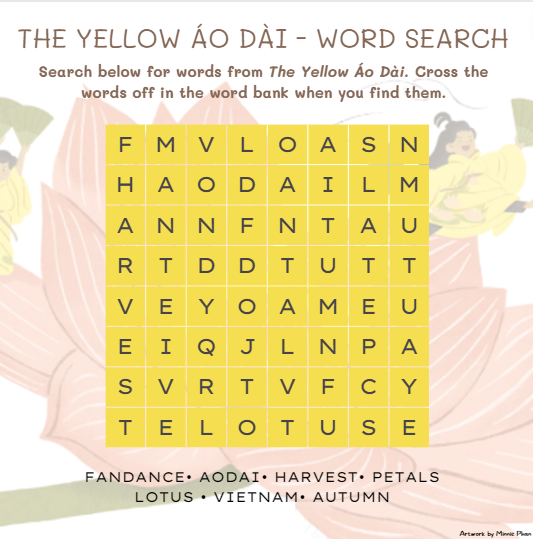 THE YELLOW ÁO DÀI - WORD SEARCH
Search below for words from The Yellow Áo Dài. Cross the
words off in the word bank when you find them.
F M V L O A S N
H A O D A I L M
A N N F N T A U
R T D D T U T T
V E Y O A M E U
E I Q J L N P A
S V R T V F C Y
T E L O T U S E
FANDANCE• AODAI• HARVEST• PETALS
LOTUS • VIETNAM• AUTUMN
Artwork by Minnie Phan